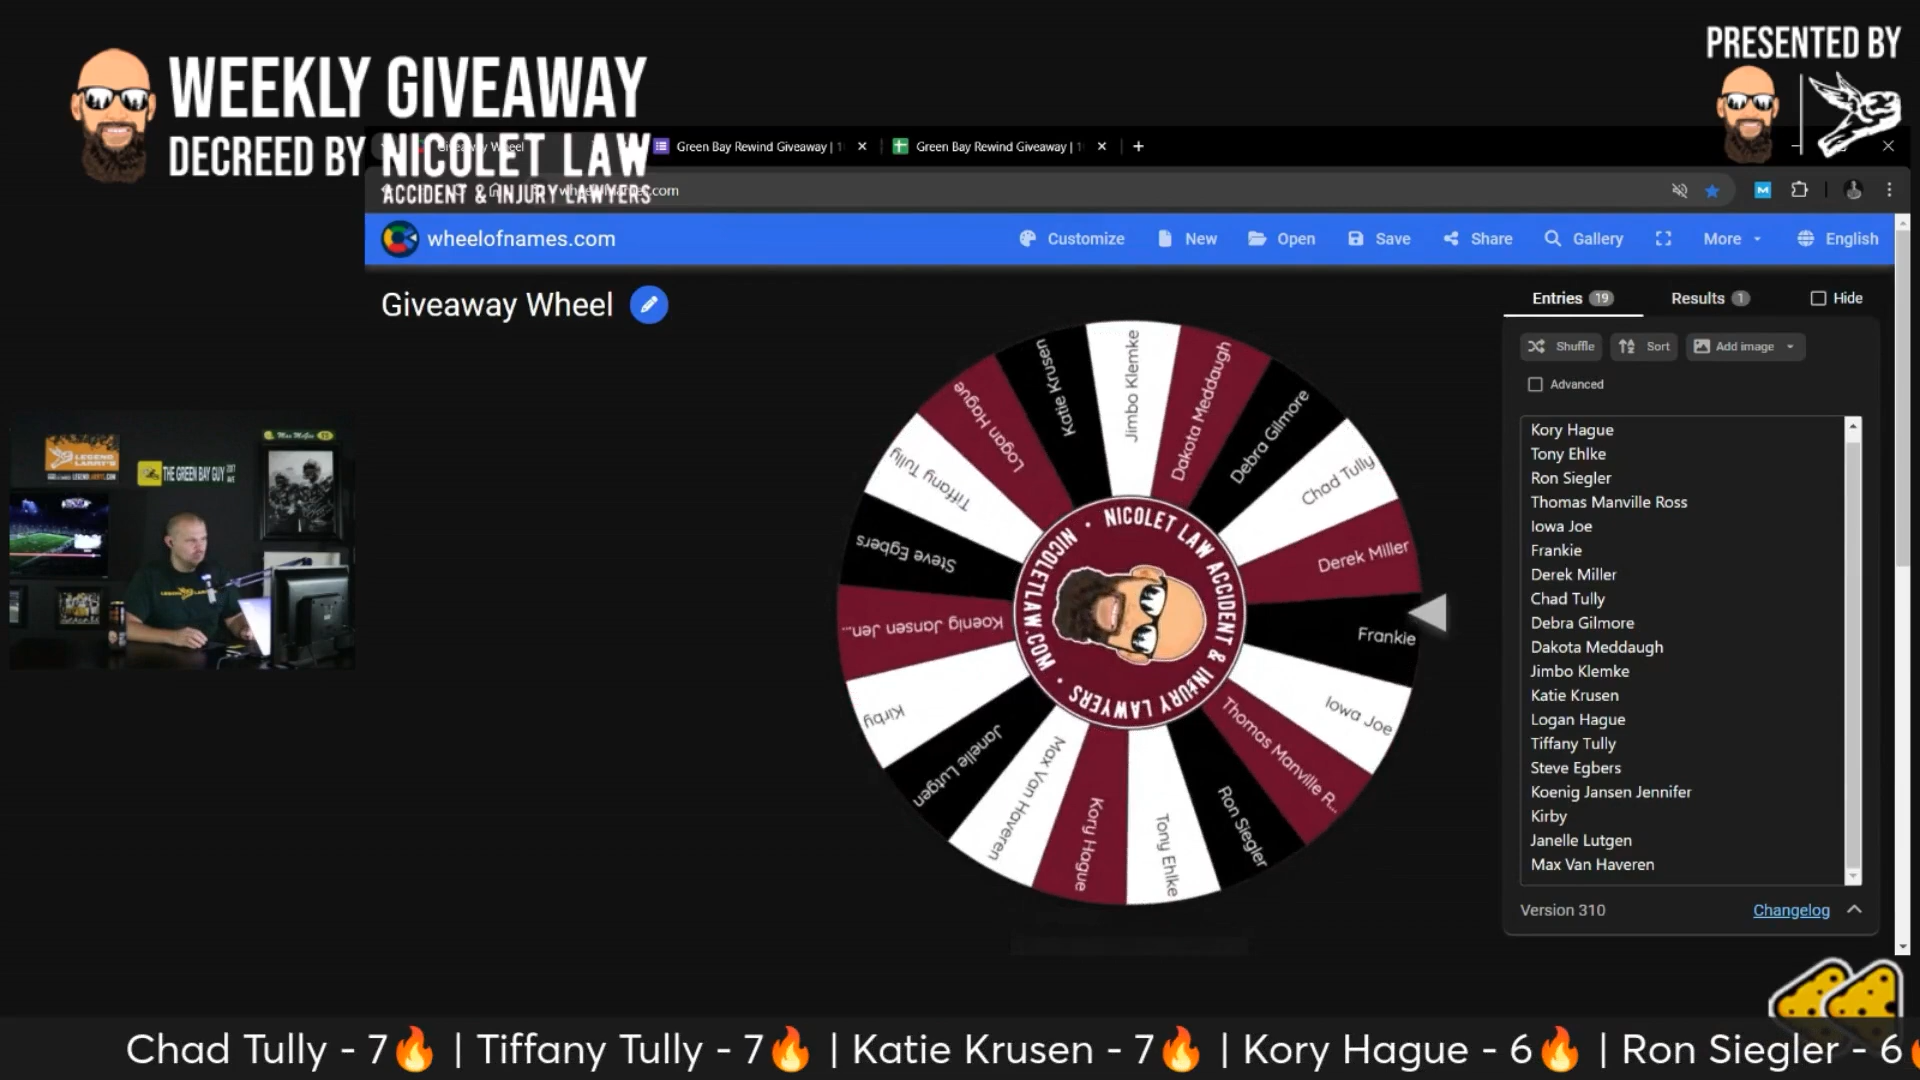 WEEKLY GIVEAWAY
DECREED BY NICOLET LAW
ACCIDENT & INJURY LAWYERS
PRESENTED BY
Giveaway Wheel
Green Bay Rewind Giveaway |
Green Bay Rewind Giveaway |
wheelofnames.com
Customize
New
Open
Save
Share
Gallery
More
English
Giveaway Wheel
Entries 19
Results 1
Hide
Shuffle
Sort
Add image
Advanced
Kory Hague
Tony Ehlke
Ron Siegler
Thomas Manville Ross
Iowa Joe
Frankie
Derek Miller
Chad Tully
Debra Gilmore
Dakota Meddaugh
Jimbo Klemke
Katie Krusen
Logan Hague
Tiffany Tully
Steve Egbers
Koenig Jansen Jennifer
Kirby
Janelle Lutgen
Max Van Haveren
Version 310
Changelog
Jimbo Klemke
Dakota Meddaugh
Debra Gilmore
Chad Tully
Derek Miller
Frankie
Iowa Joe
Thomas Manville R...
Ron Siegler
Tony Ehlke
Kory Hague
Max Van Haveren
Janelle Lutgen
Kirby
Koenig Jansen Jen...
Steve Egbers
Tiffany Tully
Logan Hague
Katie Krusen
NICOLET LAW ACCIDENT & INJURY LAWYERS • NICOLETLAW.COM •
LEGEND LARRY'S
THE GREEN BAY GUY
Chad Tully - 7🔥 | Tiffany Tully - 7🔥 | Katie Krusen - 7🔥 | Kory Hague - 6🔥 | Ron Siegler - 6